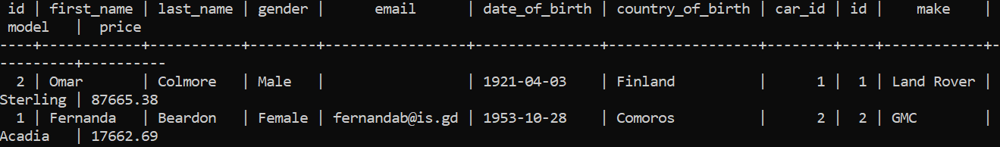 id | first_name | last_name | gender |      email      | date_of_birth | country_of_birth | car_id | id |    make    |
model   |  price
----+------------+-----------+--------+-----------------+---------------+------------------+--------+----+------------+-
---------+----------
  2 | Omar       | Colmore   | Male   |                 | 1921-04-03    | Finland          |      1 |  1 | Land Rover |
Sterling | 87665.38
  1 | Fernanda   | Beardon   | Female | fernandab@is.gd | 1953-10-28    | Comoros          |      2 |  2 | GMC        |
Acadia   | 17662.69